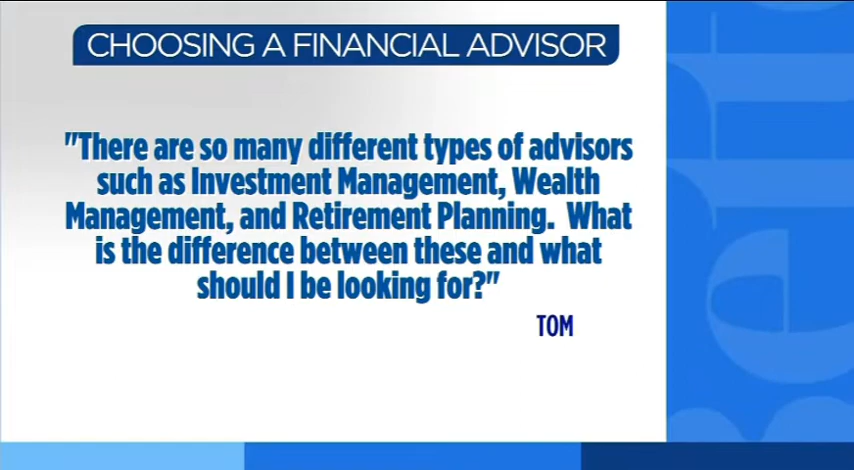 CHOOSING A FINANCIAL ADVISOR
"There are so many different types of advisors
such as Investment Management, Wealth
Management, and Retirement Planning.  What
is the difference between these and what
should I be looking for?"
TOM